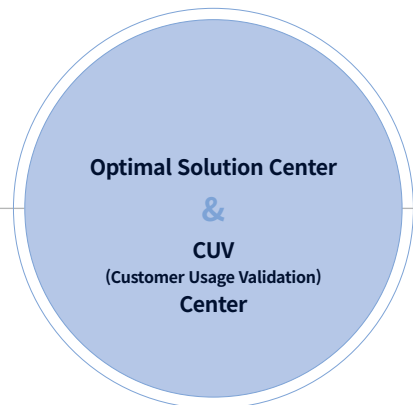 Optimal Solution Center
&
CUV
(Customer Usage Validation)
Center